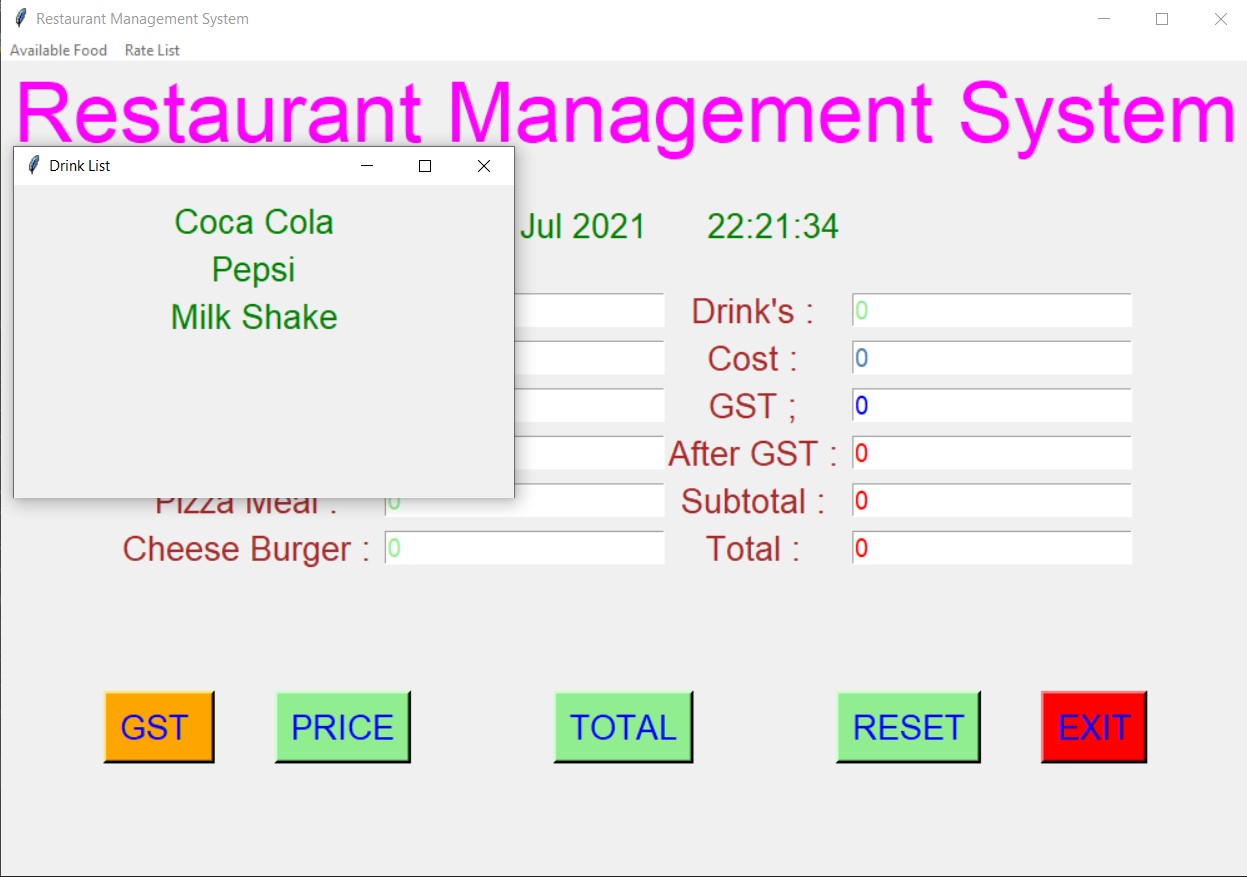 Restaurant Management System
Available Food Rate List
Restaurant Management System
Drink List
Coca Cola
Pepsi
Milk Shake
Jul 2021 22:21:34
Drink's : 0
Cost : 0
GST ; 0
After GST : 0
Pizza Meal : 0 Subtotal : 0
Cheese Burger : 0 Total : 0
GST PRICE TOTAL RESET EXIT